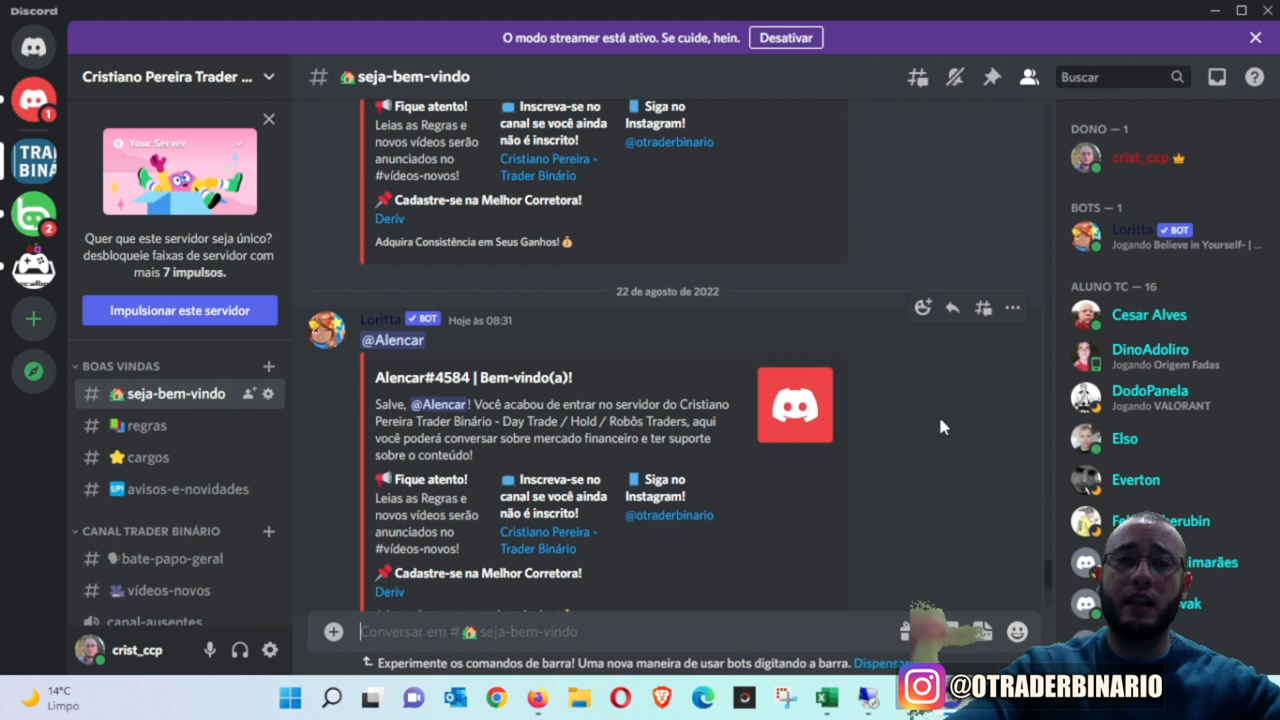 Discord
O modo streamer está ativo. Se cuide, hein.
Desativar
Cristiano Pereira Trader ...
Your Server
Quer que este servidor seja único?
desbloqueie faixas de servidor com
mais 7 impulsos.
Impulsionar este servidor
BOAS VINDAS
seja-bem-vindo
regras
cargos
avisos-e-novidades
CANAL TRADER BINÁRIO
bate-papo-geral
vídeos-novos
canal-ausentes
crist_ccp
1
TRAI
BINA
2
# seja-bem-vindo
Buscar
Fique atento!
Leias as Regras e
novos vídeos serão
anunciados no
#vídeos-novos!
Inscreva-se no
canal se você ainda
não é inscrito!
Cristiano Pereira -
Trader Binário
Siga no
Instagram!
@otraderbinario
Cadastre-se na Melhor Corretora!
Deriv
Adquira Consistência em Seus Ganhos!
22 de agosto de 2022
Loritta BOT Hoje às 08:31
@Alencar
Alencar#4584 | Bem-vindo(a)!
Salve, @Alencar! Você acabou de entrar no servidor do Cristiano
Pereira Trader Binário - Day Trade / Hold / Robôs Traders, aqui
você poderá conversar sobre mercado financeiro e ter suporte
sobre o conteúdo!
Fique atento!
Leias as Regras e
novos vídeos serão
anunciados no
#vídeos-novos!
Inscreva-se no
canal se você ainda
não é inscrito!
Cristiano Pereira -
Trader Binário
Siga no
Instagram!
@otraderbinario
Cadastre-se na Melhor Corretora!
Deriv
Conversar em # seja-bem-vindo
Experimente os comandos de barra! Uma nova maneira de usar bots digitando a barra. Dispensar
DONO — 1
crist_ccp
BOTS — 1
Loritta BOT
Jogando Believe in Yourself~ | ...
ALUNO TC — 16
Cesar Alves
DinoAdoliro
Jogando Origem Fadas
DodoPanela
Jogando VALORANT
Elso
Everton
@OTRADERBINARIO
14°C
Limpo